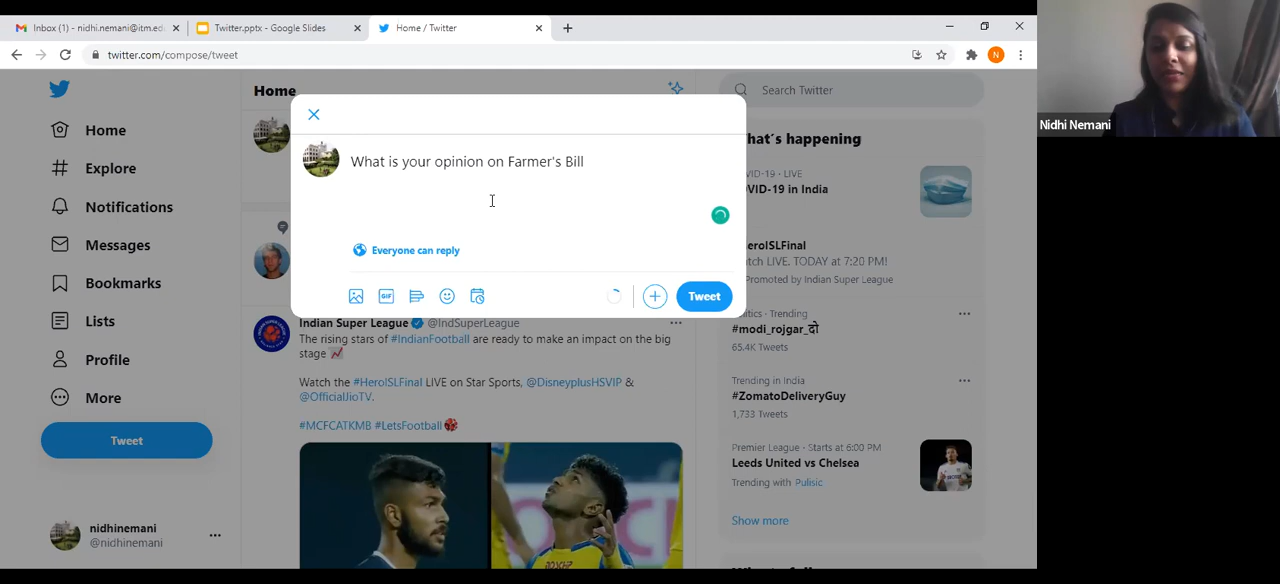 Inbox (1) - nidhi.nemani@itm.ed
Twitter.pptx - Google Slides
Home / Twitter
twitter.com/compose/tweet
N
Home
Search Twitter
Home
Explore
Notifications
Messages
Bookmarks
Lists
Profile
More
Tweet
nidhinemani
@nidhinemani
What is your opinion on Farmer's Bill
Everyone can reply
GIF
Tweet
Indian Super League @IndSuperLeague
The rising stars of #IndianFootball are ready to make an impact on the big
stage 📈
Watch the #HeroISLFinal LIVE on Star Sports, @DisneyplusHSVIP &
@OfficialJioTV.
#MCFCATKMB #LetsFootball
hat's happening
VID-19 · LIVE
OVID-19 in India
eroISLFinal
tch LIVE, TODAY at 7:20 PM!
Promoted by Indian Super League
litics · Trending
#modi_rojgar_दो
65.4K Tweets
Trending in India
#ZomatoDeliveryGuy
1,733 Tweets
Premier League · Starts at 6:00 PM
Leeds United vs Chelsea
Trending with Pulisic
Show more
Nidhi Nemani